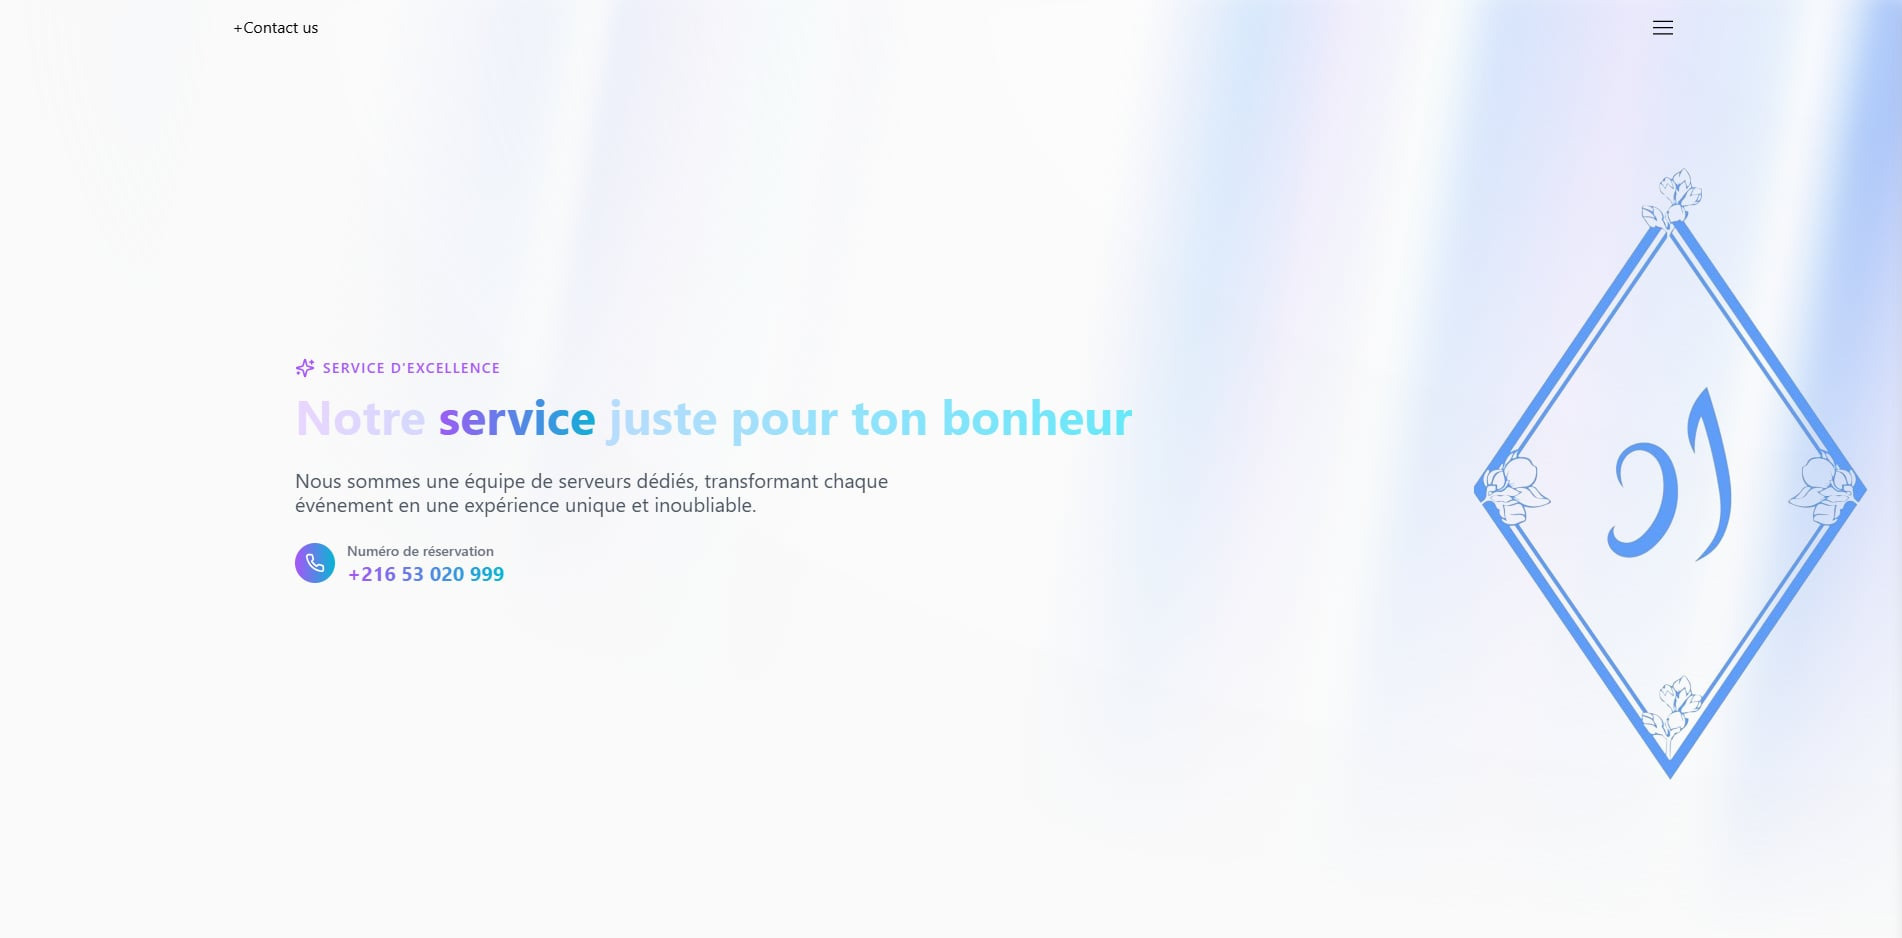 +Contact us
SERVICE D'EXCELLENCE
Notre service juste pour ton bonheur
Nous sommes une équipe de serveurs dédiés, transformant chaque
événement en une expérience unique et inoubliable.
Numéro de réservation
+216 53 020 999